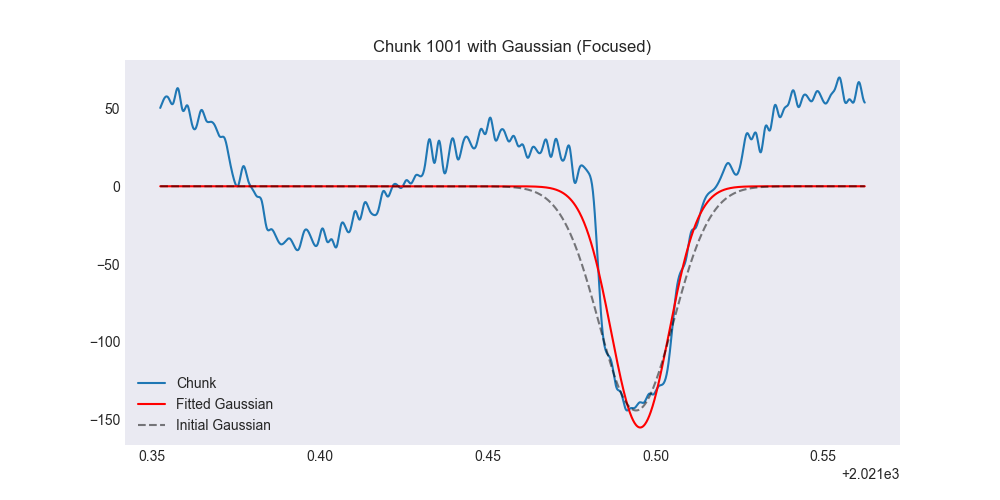 Chunk 1001 with Gaussian (Focused)
50
0
−50
−100
−150
Chunk
Fitted Gaussian
Initial Gaussian
0.35 0.40 0.45 0.50 0.55
+2.021e3